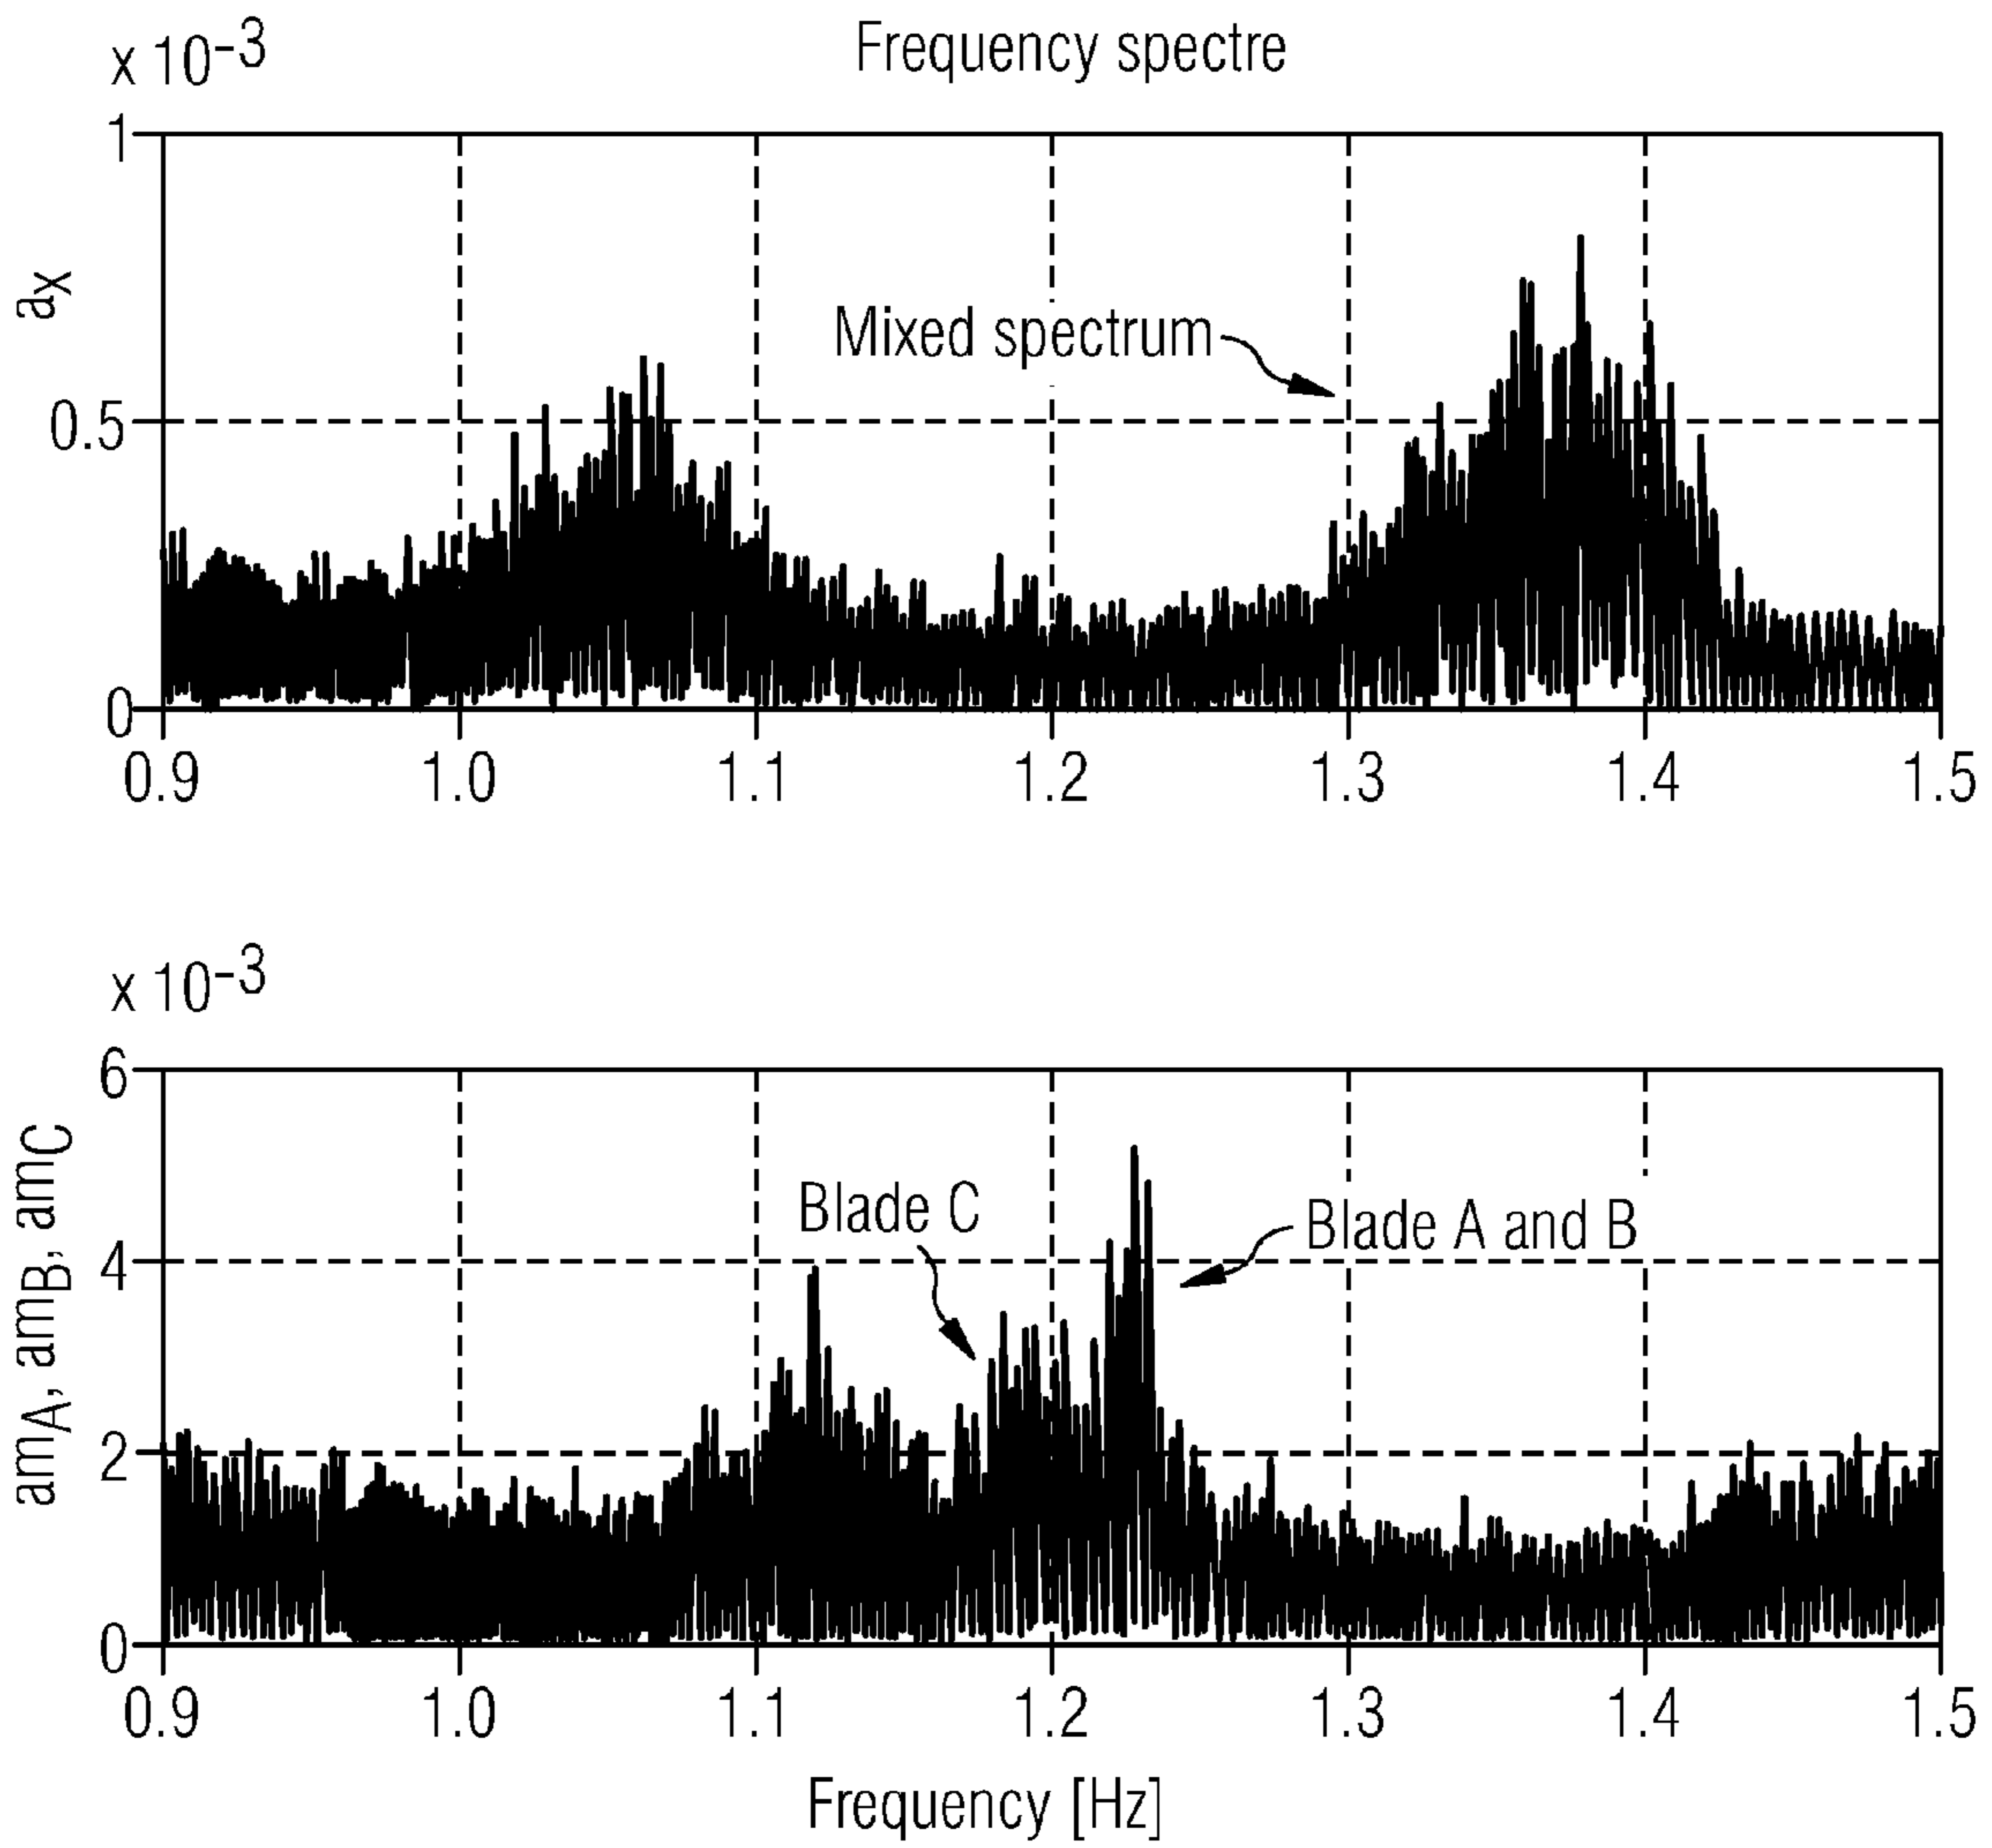 Frequency spectre
x 10-3
1
0.5
0
ax
Mixed spectrum
0.9 1.0 1.1 1.2 1.3 1.4 1.5
x 10-3
6
4
2
0
amA, amB, amC
Blade C
Blade A and B
0.9 1.0 1.1 1.2 1.3 1.4 1.5
Frequency [Hz]